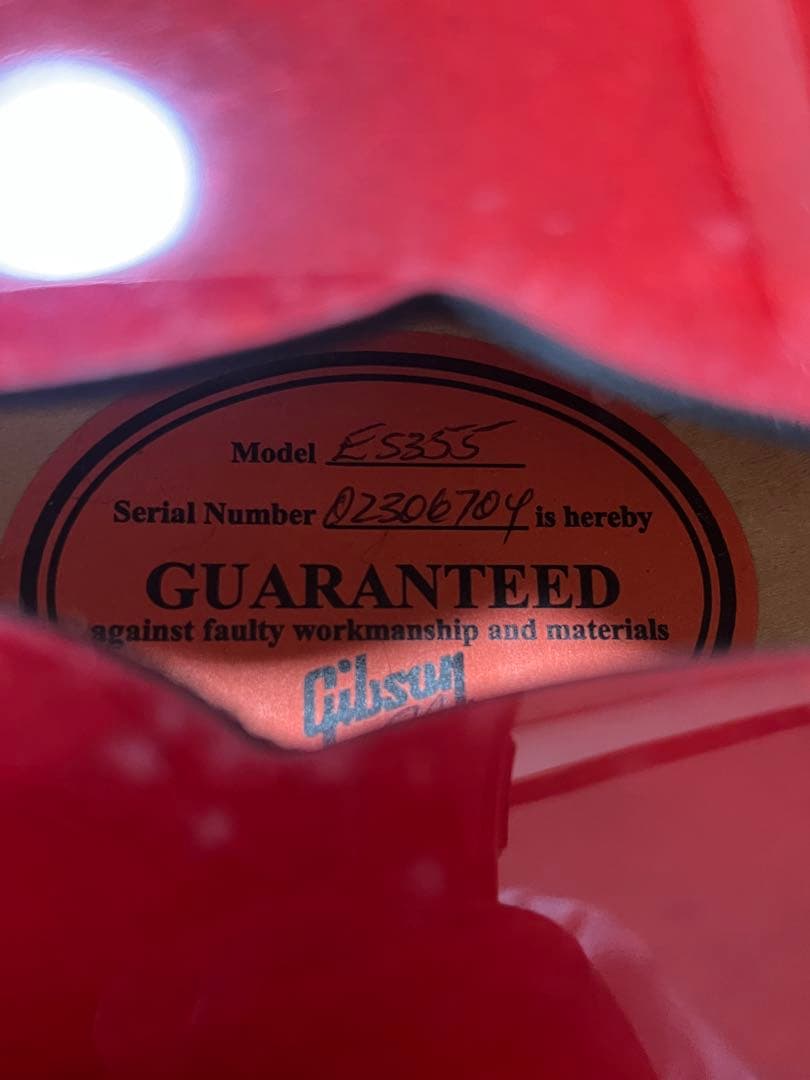 Model ES355
Serial Number 02306704 is hereby
GUARANTEED
against faulty workmanship and materials
Gibson